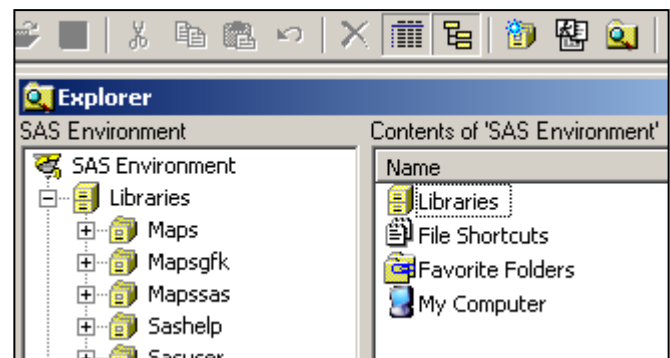 Explorer
SAS Environment
Contents of 'SAS Environment'
SAS Environment
Libraries
Maps
Mapsgfk
Mapssas
Sashelp
Name
Libraries
File Shortcuts
Favorite Folders
My Computer